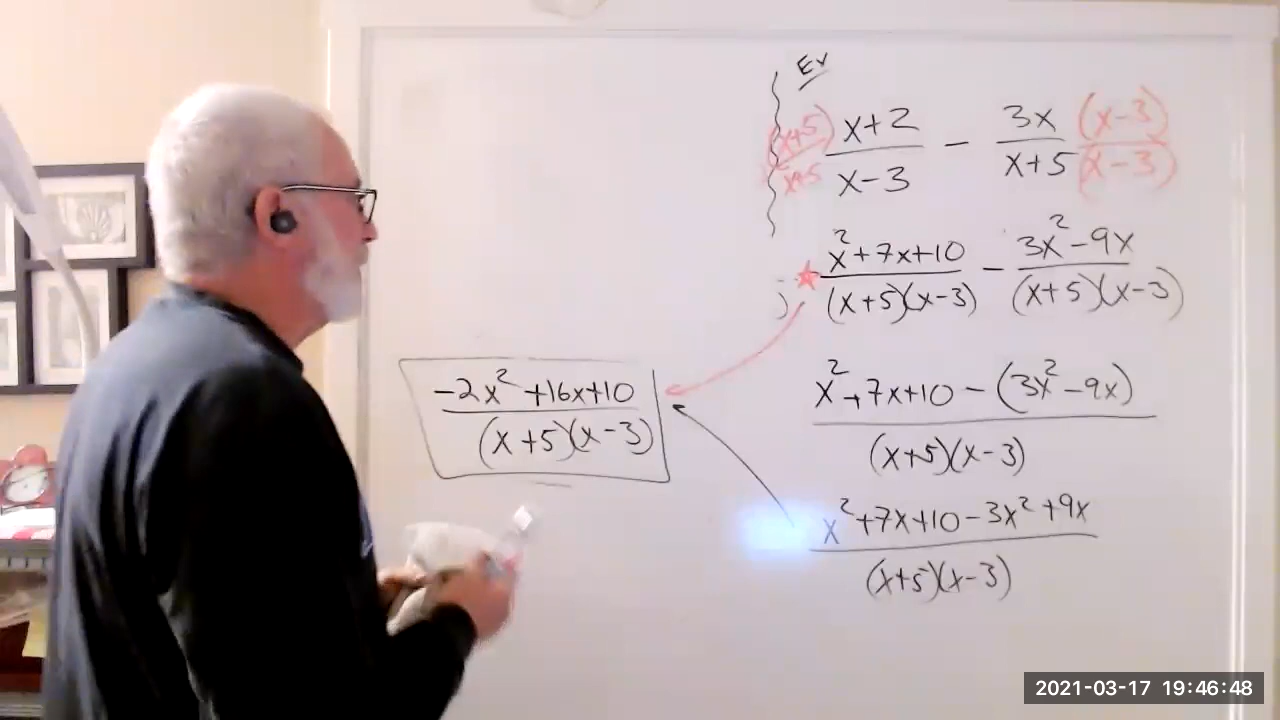 Ex
(x+5) x+2 - 3x (x-3)
x+5 x-3 x+5 (x-3)
x²+7x+10 - 3x²-9x
(x+5)(x-3) (x+5)(x-3)
x²+7x+10-(3x²-9x)
(x+5)(x-3)
x²+7x+10-3x²+9x
(x+5)(x-3)
-2x²+16x+10
(x+5)(x-3)
2021-03-17 19:46:48